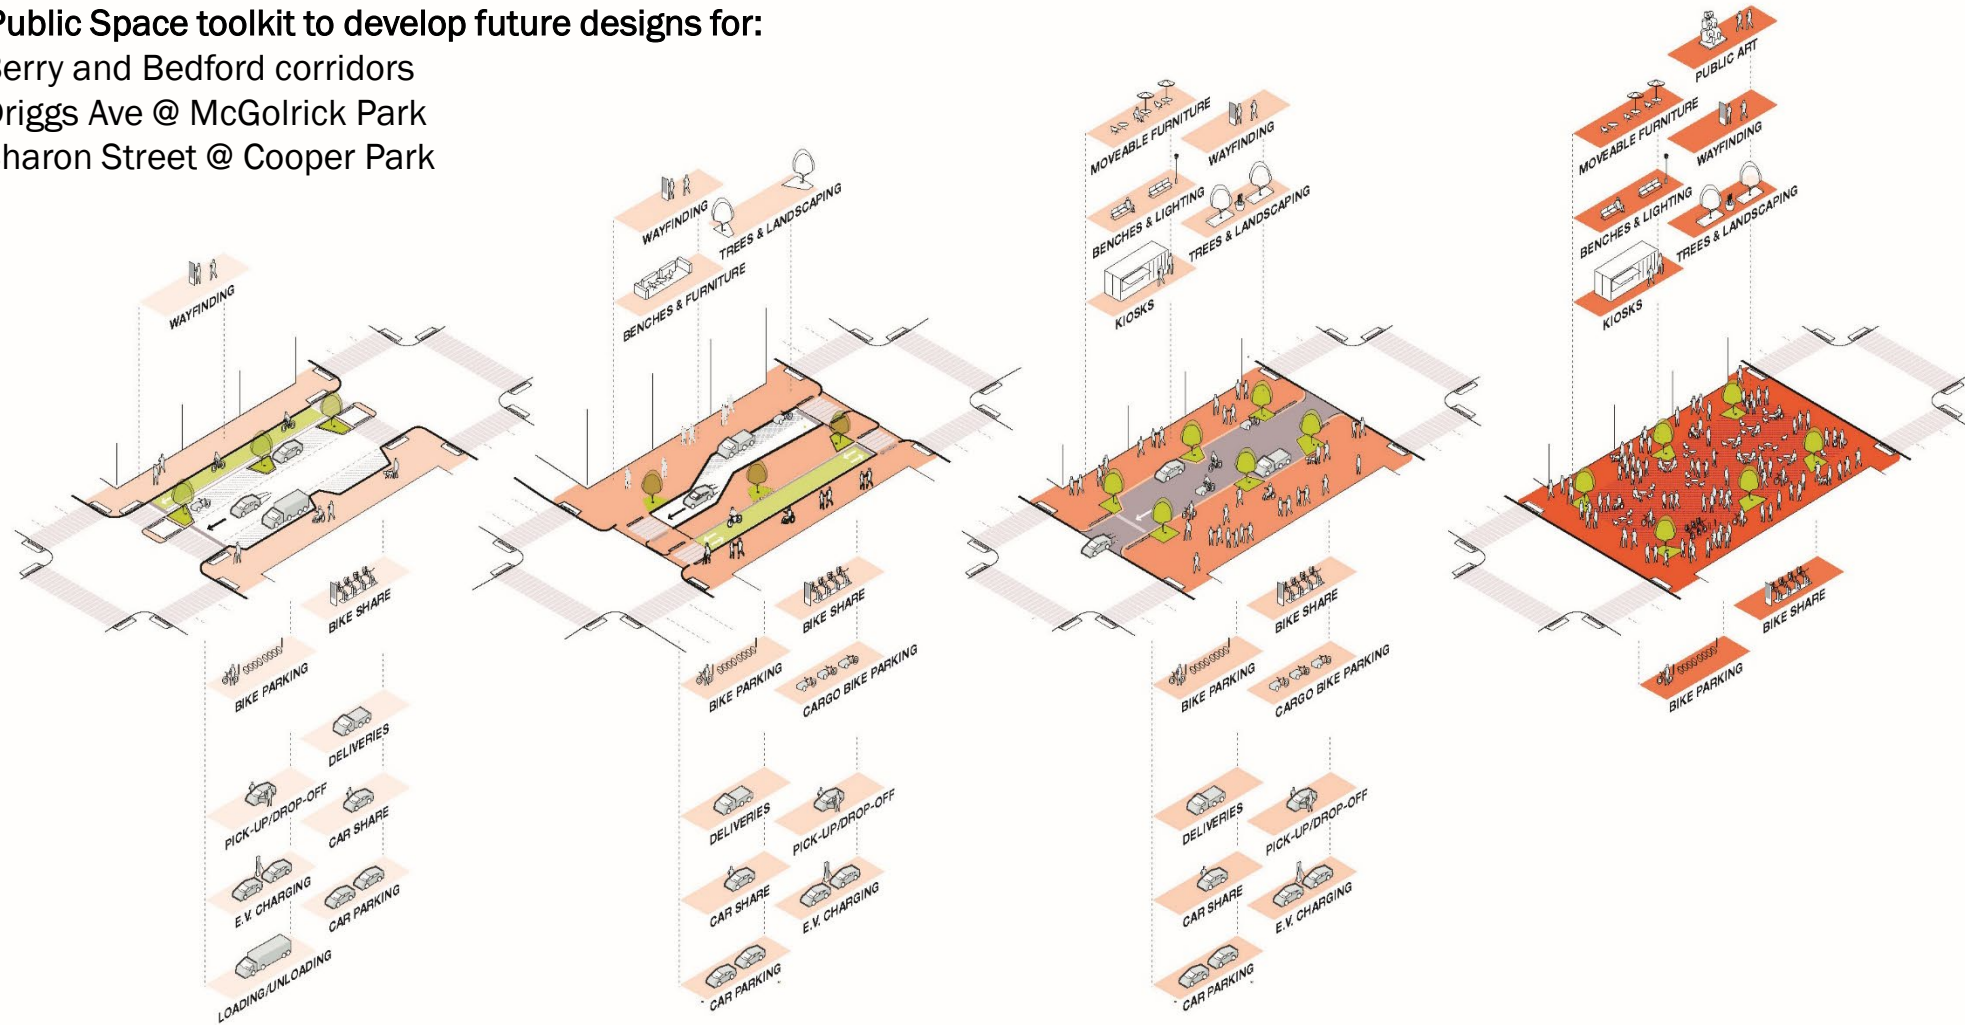 Public Space toolkit to develop future designs for:
Berry and Bedford corridors
Driggs Ave @ McGolrick Park
Sharon Street @ Cooper Park
WAYFINDING
BIKE SHARE
BIKE PARKING
DELIVERIES
PICK-UP/DROP-OFF
CAR SHARE
E.V. CHARGING
CAR PARKING
LOADING/UNLOADING
WAYFINDING
TREES & LANDSCAPING
BENCHES & FURNITURE
BIKE SHARE
BIKE PARKING
CARGO BIKE PARKING
DELIVERIES
PICK-UP/DROP-OFF
CAR SHARE
E.V. CHARGING
CAR PARKING
MOVEABLE FURNITURE
WAYFINDING
BENCHES & LIGHTING
TREES & LANDSCAPING
KIOSKS
BIKE SHARE
BIKE PARKING
CARGO BIKE PARKING
DELIVERIES
PICK-UP/DROP-OFF
CAR SHARE
E.V. CHARGING
CAR PARKING
PUBLIC ART
MOVEABLE FURNITURE
WAYFINDING
BENCHES & LIGHTING
TREES & LANDSCAPING
KIOSKS
BIKE SHARE
BIKE PARKING